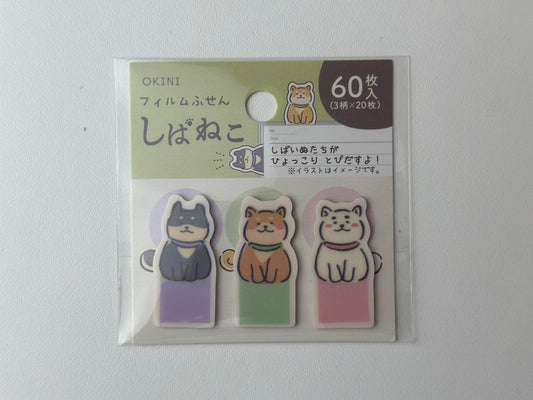 OKINI
フィルムふせん
しばねこ
60枚入
(3柄×20枚)
しばいぬたちが
ひょっこり とびだすよ!
※イラストはイメージです。